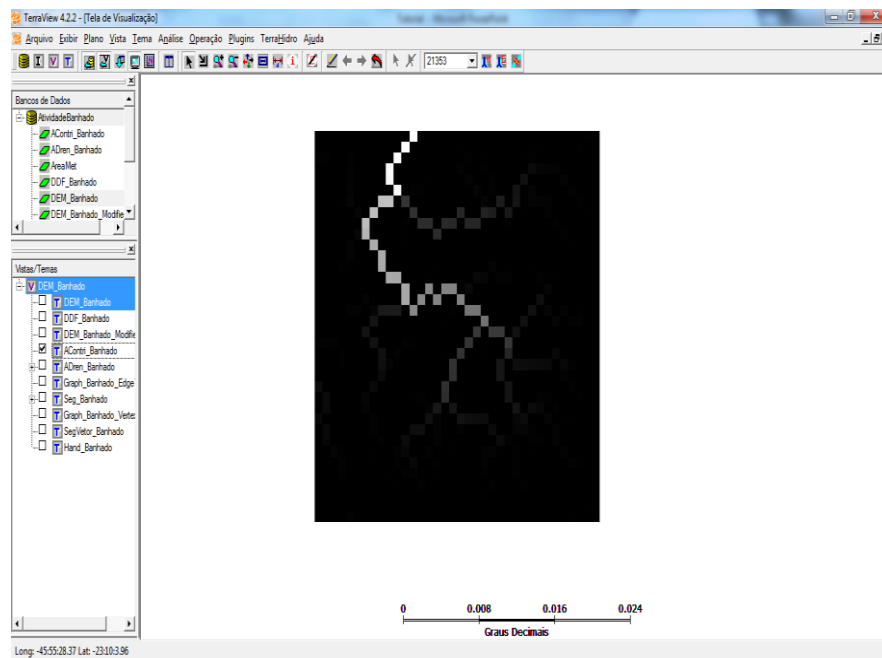 TerraView 4.2.2 - [Tela de Visualização]
Arquivo Exibir Plano Vista Tema Análise Operação Plugins TerraHidro Ajuda
I V T 21353
Bancos de Dados
AtividadeBanhado
AContri_Banhado
ADren_Banhado
AreaMet
DDF_Banhado
DEM_Banhado
DEM_Banhado_Modifie
Vistas/Temas
V DEM_Banhado
T DEM_Banhado
T DDF_Banhado
T DEM_Banhado_Modifie
T AContri_Banhado
T ADren_Banhado
T Graph_Banhado_Edge
T Seg_Banhado
T Graph_Banhado_Vertex
T SegVetor_Banhado
T Hand_Banhado
0 0.008 0.016 0.024
Graus Decimais
Long: -45:55:28.37 Lat: -23:10:3.96